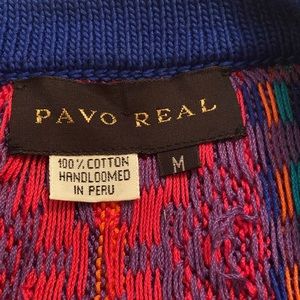 PAVO REAL
100% COTTON
HANDLOOMED
IN PERU
M